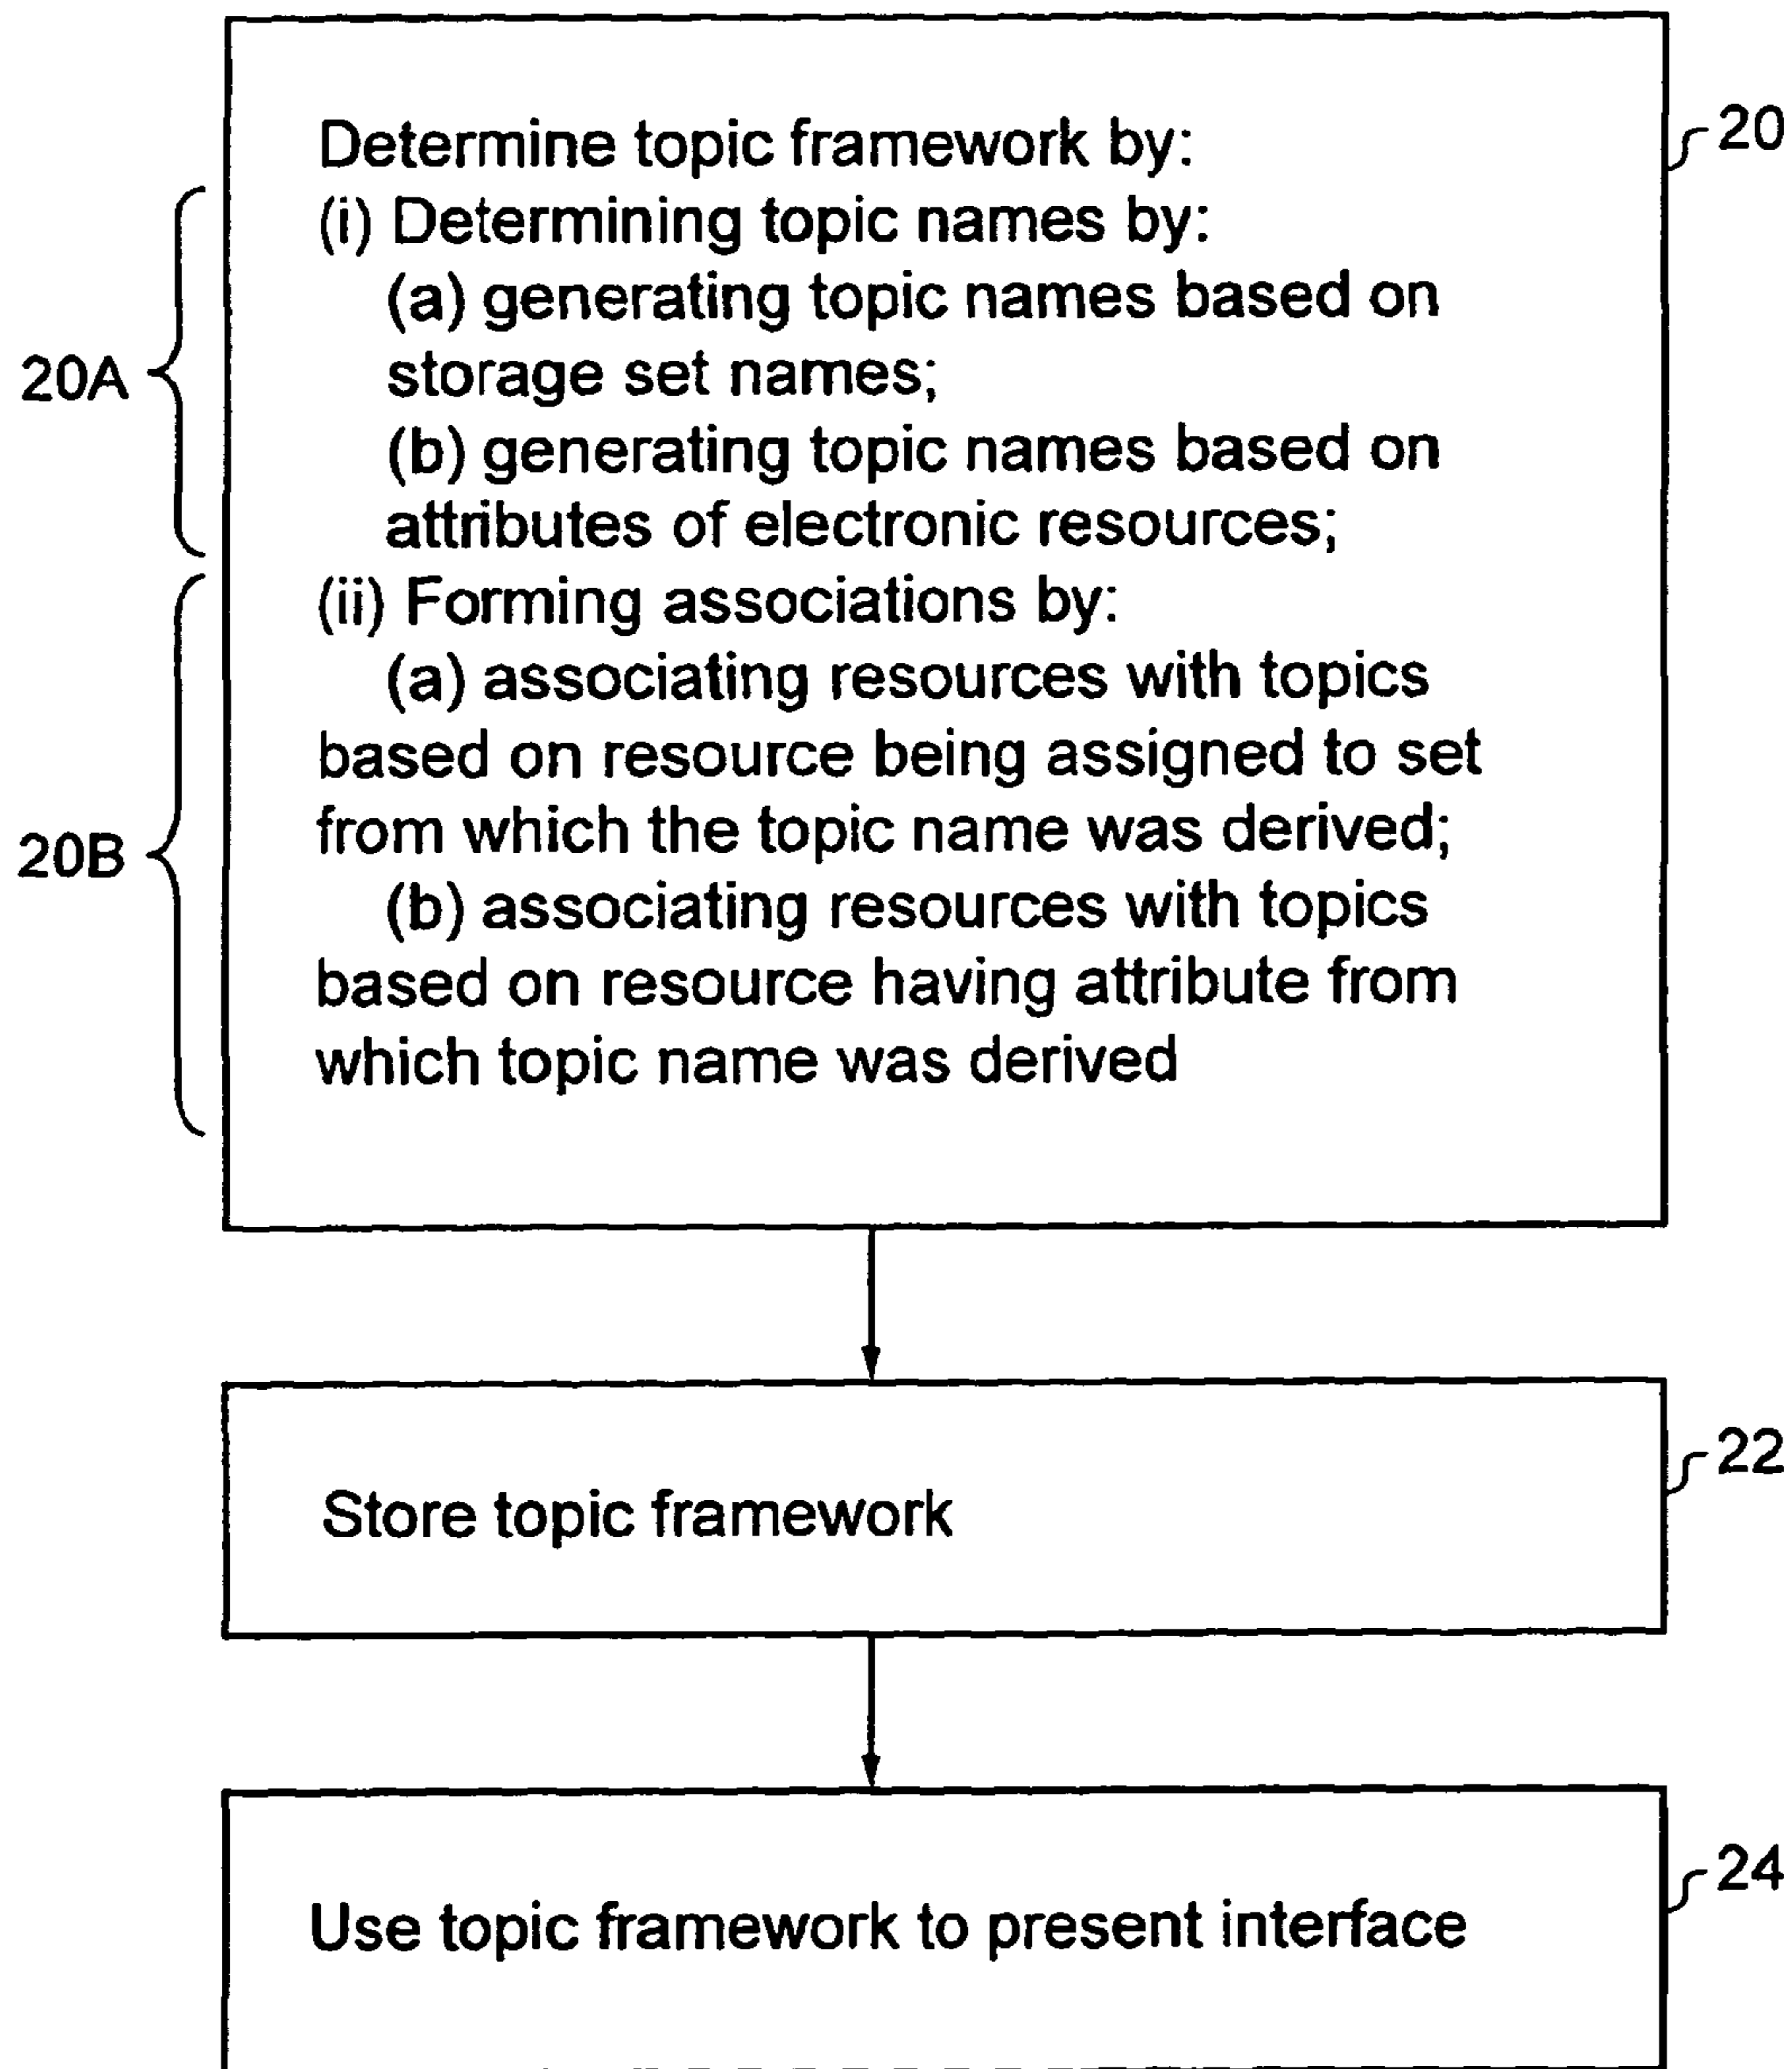 Determine topic framework by:
20
(i) Determining topic names by:
(a) generating topic names based on
storage set names;
20A
(b) generating topic names based on
attributes of electronic resources;
(ii) Forming associations by:
(a) associating resources with topics
based on resource being assigned to set
from which the topic name was derived;
20B
(b) associating resources with topics
based on resource having attribute from
which topic name was derived
22
Store topic framework
24
Use topic framework to present interface